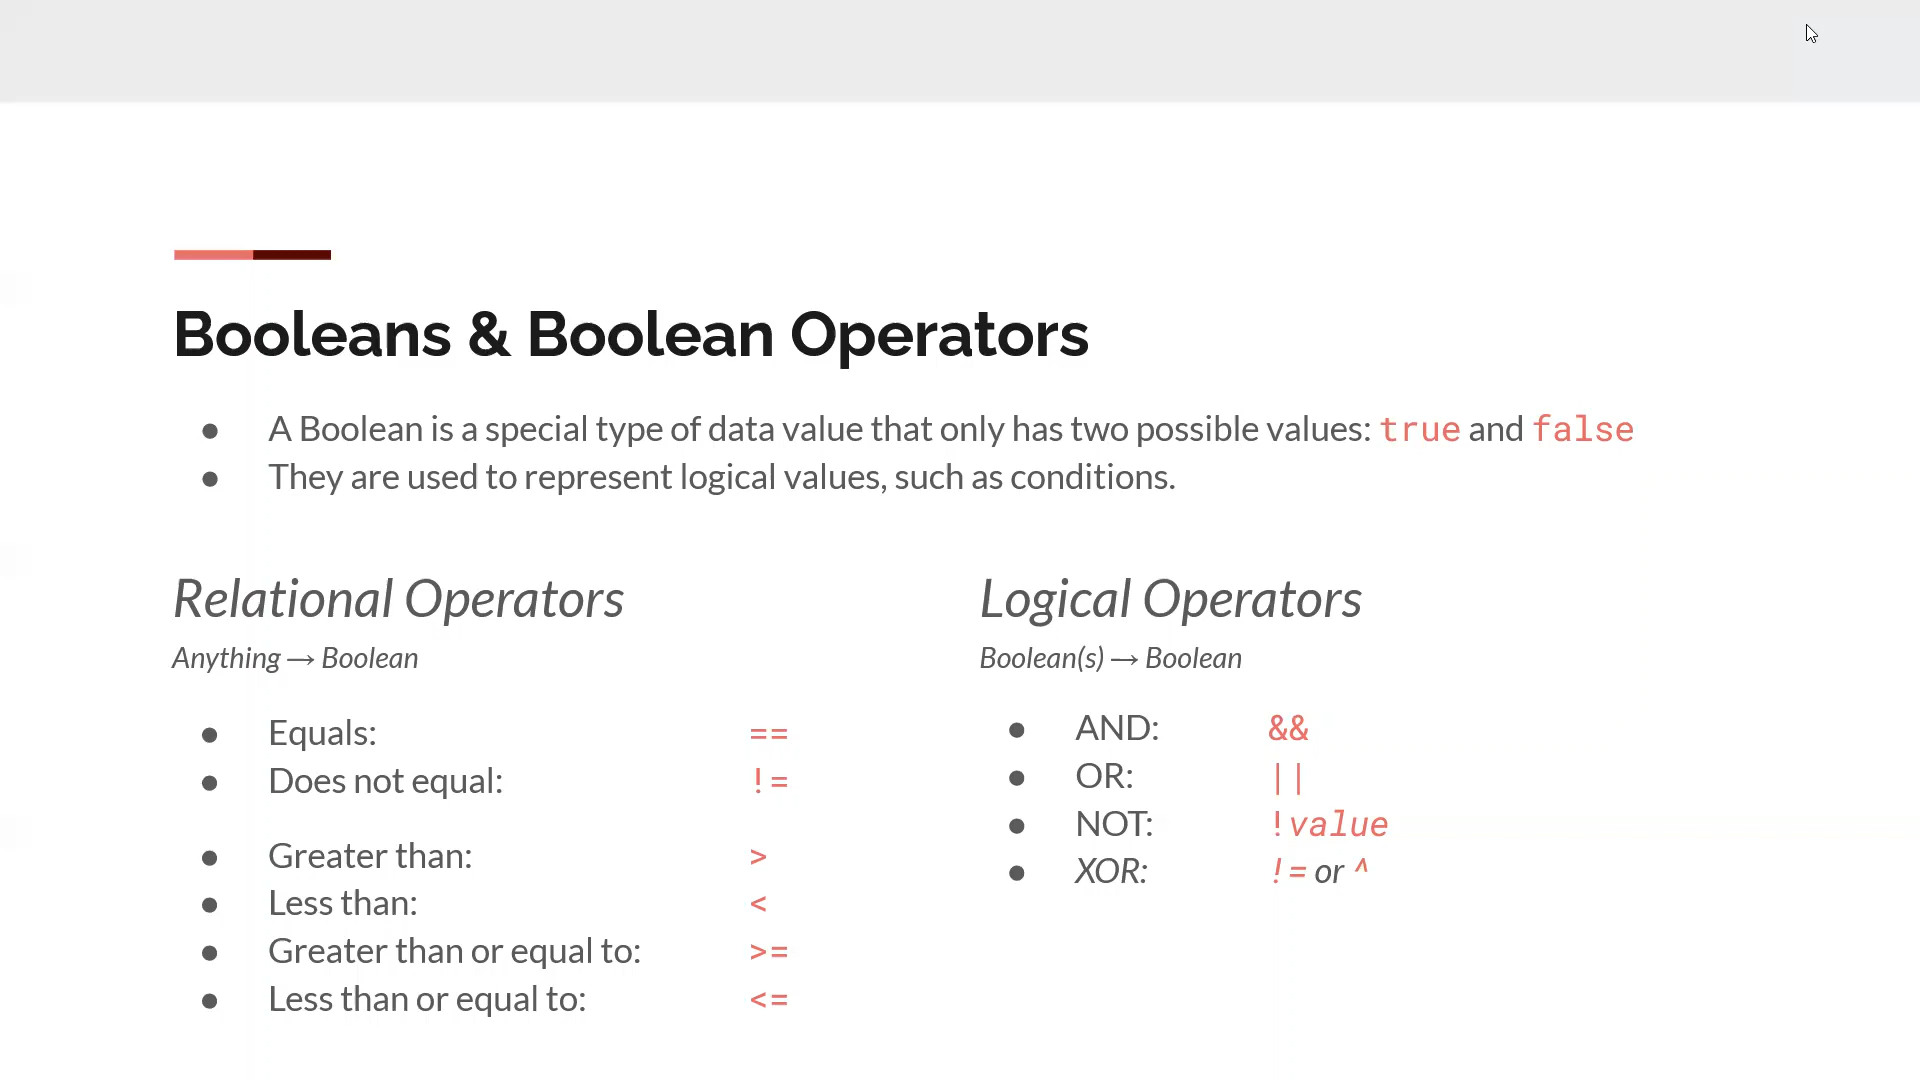 Booleans & Boolean Operators
● A Boolean is a special type of data value that only has two possible values: true and false
● They are used to represent logical values, such as conditions.
Relational Operators
Anything → Boolean
● Equals: ==
● Does not equal: !=
● Greater than: >
● Less than: <
● Greater than or equal to: >=
● Less than or equal to: <=
Logical Operators
Boolean(s) → Boolean
● AND: &&
● OR: ||
● NOT: !value
● XOR: != or ^